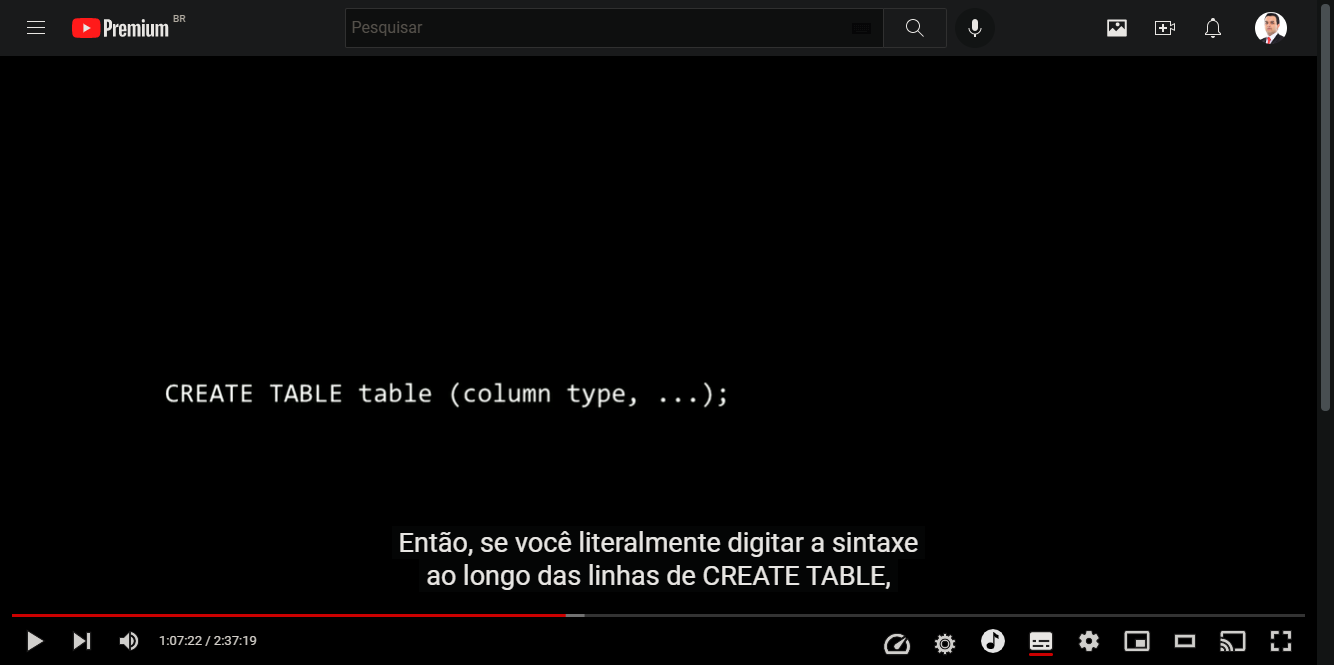 Premium BR
Pesquisar
CREATE TABLE table (column type, ...);
Então, se você literalmente digitar a sintaxe
ao longo das linhas de CREATE TABLE,
1:07:22 / 2:37:19